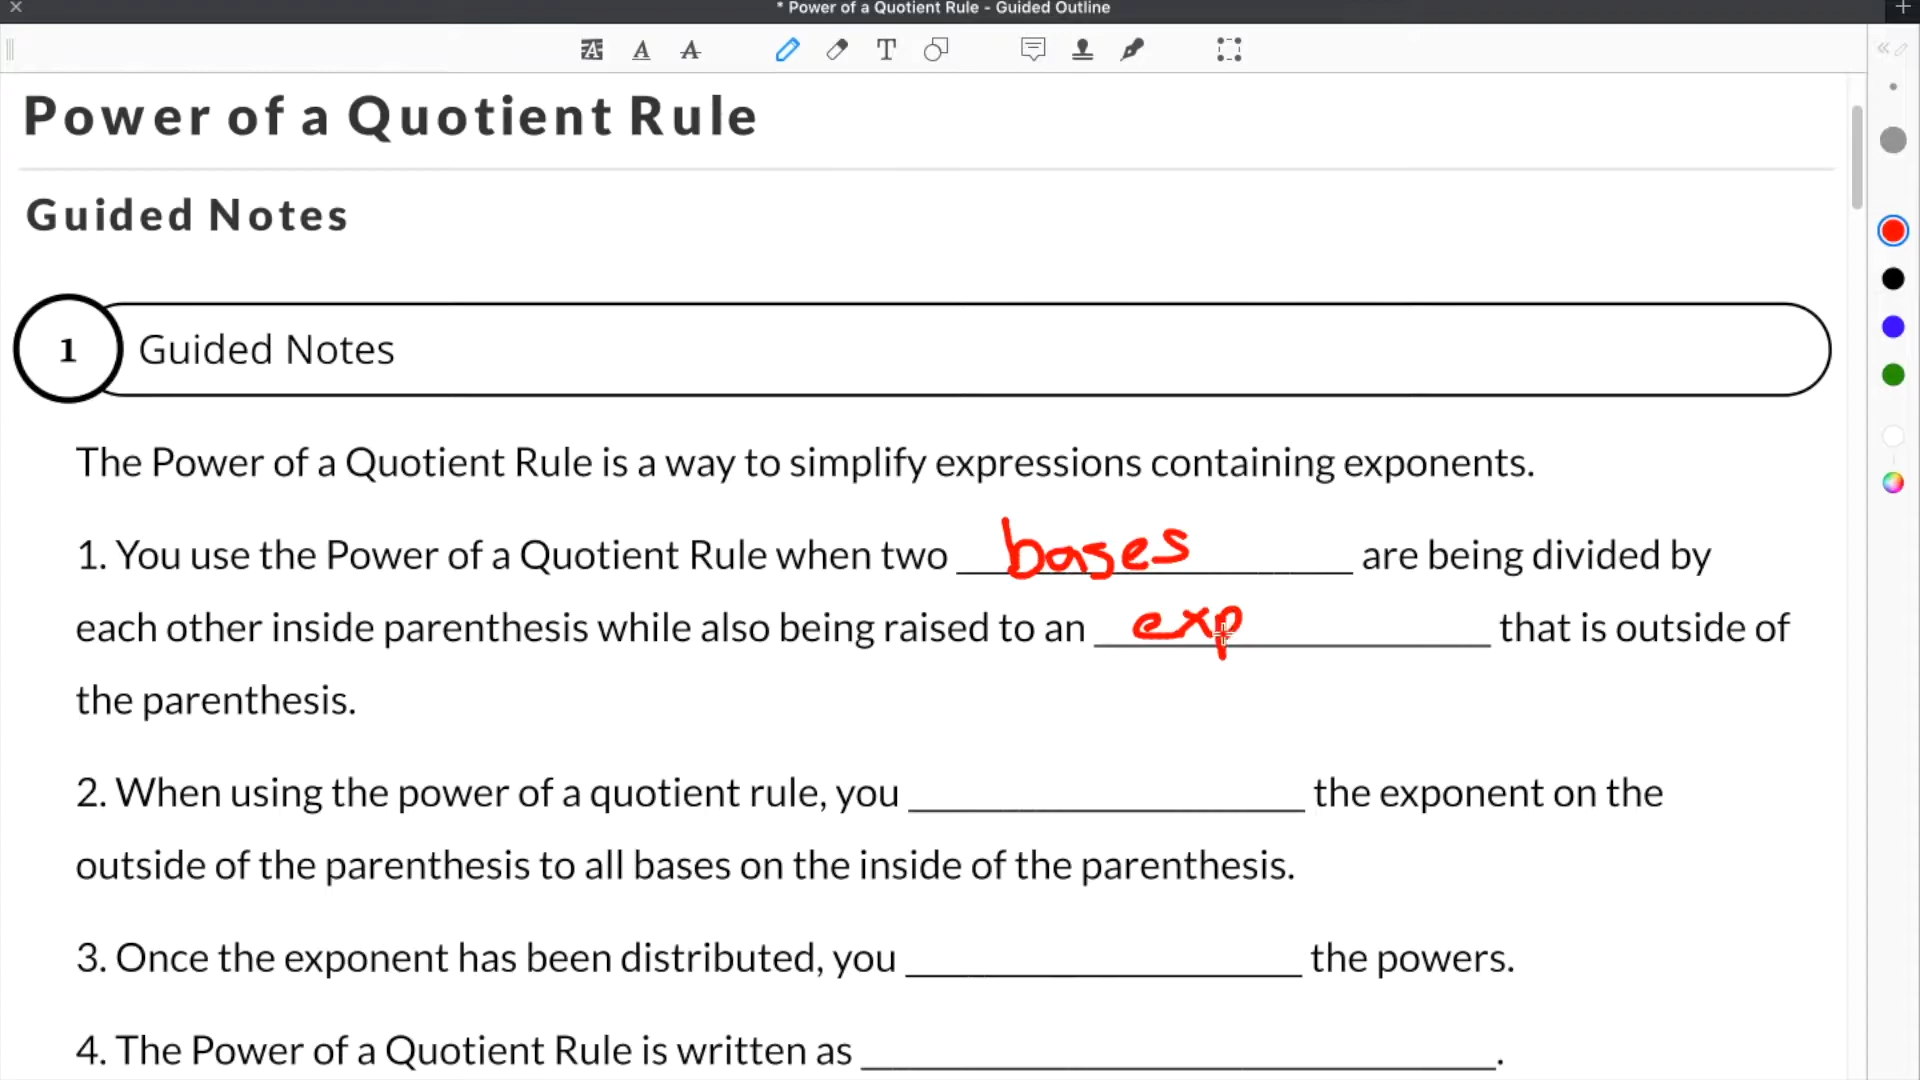 * Power of a Quotient Rule - Guided Outline
Power of a Quotient Rule
Guided Notes
1 Guided Notes
The Power of a Quotient Rule is a way to simplify expressions containing exponents.
1. You use the Power of a Quotient Rule when two bases are being divided by
each other inside parenthesis while also being raised to an exp that is outside of
the parenthesis.
2. When using the power of a quotient rule, you ____________________ the exponent on the
outside of the parenthesis to all bases on the inside of the parenthesis.
3. Once the exponent has been distributed, you ____________________ the powers.
4. The Power of a Quotient Rule is written as ________________________________.